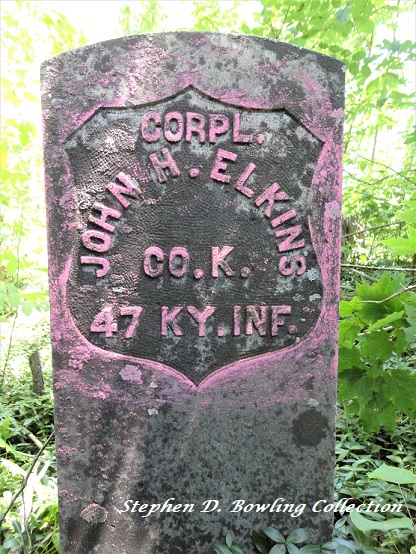 CORPL.
JOHN H. ELKINS
CO. K.
47 KY. INF.
Stephen D. Bowling Collection